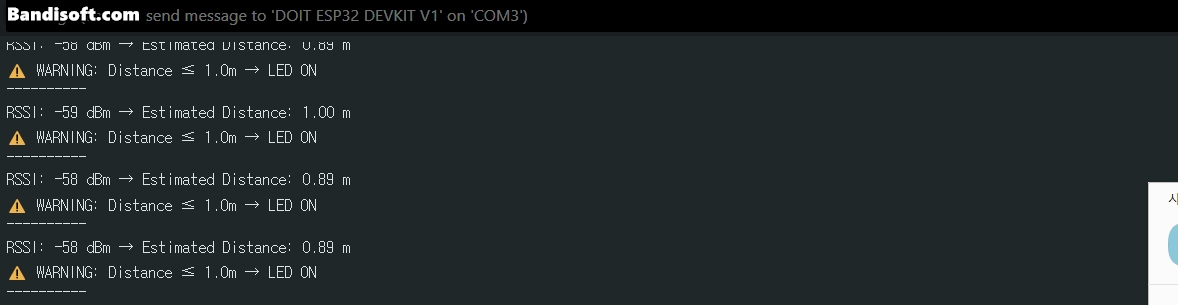 Bandisoft.com send message to 'DOIT ESP32 DEVKIT V1' on 'COM3')
RSSI: -58 dBm → Estimated Distance: 0.89 m
⚠ WARNING: Distance ≤ 1.0m → LED ON
----------
RSSI: -59 dBm → Estimated Distance: 1.00 m
⚠ WARNING: Distance ≤ 1.0m → LED ON
----------
RSSI: -58 dBm → Estimated Distance: 0.89 m
⚠ WARNING: Distance ≤ 1.0m → LED ON
----------
RSSI: -58 dBm → Estimated Distance: 0.89 m
⚠ WARNING: Distance ≤ 1.0m → LED ON
----------